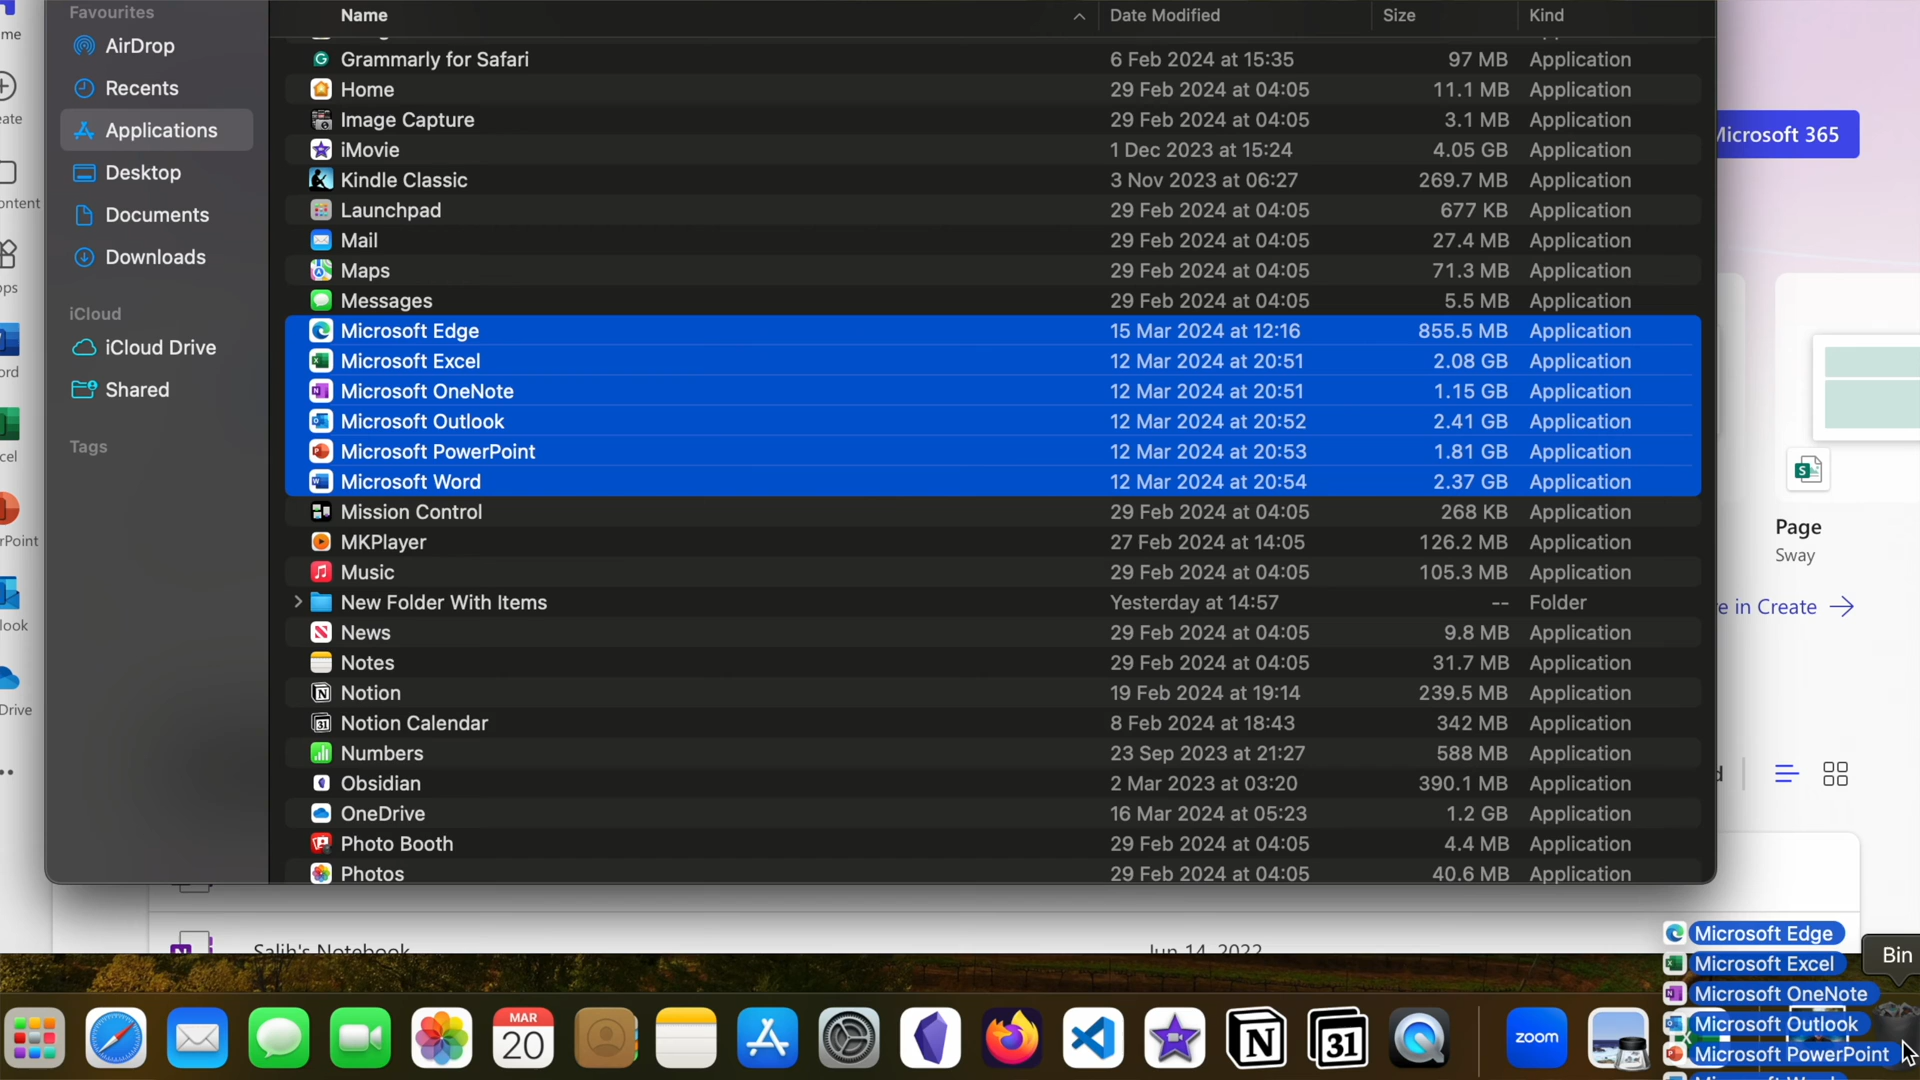 Favourites
AirDrop
Recents
Applications
Desktop
Documents
Downloads
iCloud
iCloud Drive
Shared
Tags
Name Date Modified Size Kind
Grammarly for Safari 6 Feb 2024 at 15:35 97 MB Application
Home 29 Feb 2024 at 04:05 11.1 MB Application
Image Capture 29 Feb 2024 at 04:05 3.1 MB Application
iMovie 1 Dec 2023 at 15:24 4.05 GB Application
Kindle Classic 3 Nov 2023 at 06:27 269.7 MB Application
Launchpad 29 Feb 2024 at 04:05 677 KB Application
Mail 29 Feb 2024 at 04:05 27.4 MB Application
Maps 29 Feb 2024 at 04:05 71.3 MB Application
Messages 29 Feb 2024 at 04:05 5.5 MB Application
Microsoft Edge 15 Mar 2024 at 12:16 855.5 MB Application
Microsoft Excel 12 Mar 2024 at 20:51 2.08 GB Application
Microsoft OneNote 12 Mar 2024 at 20:51 1.15 GB Application
Microsoft Outlook 12 Mar 2024 at 20:52 2.41 GB Application
Microsoft PowerPoint 12 Mar 2024 at 20:53 1.81 GB Application
Microsoft Word 12 Mar 2024 at 20:54 2.37 GB Application
Mission Control 29 Feb 2024 at 04:05 268 KB Application
MKPlayer 27 Feb 2024 at 14:05 126.2 MB Application
Music 29 Feb 2024 at 04:05 105.3 MB Application
New Folder With Items Yesterday at 14:57 -- Folder
News 29 Feb 2024 at 04:05 9.8 MB Application
Notes 29 Feb 2024 at 04:05 31.7 MB Application
Notion 19 Feb 2024 at 19:14 239.5 MB Application
Notion Calendar 8 Feb 2024 at 18:43 342 MB Application
Numbers 23 Sep 2023 at 21:27 588 MB Application
Obsidian 2 Mar 2023 at 03:20 390.1 MB Application
OneDrive 16 Mar 2024 at 05:23 1.2 GB Application
Photo Booth 29 Feb 2024 at 04:05 4.4 MB Application
Photos 29 Feb 2024 at 04:05 40.6 MB Application
Microsoft 365
Page
Sway
in Create
Salih's Notebook Jun 14, 2022
Microsoft Edge
Microsoft Excel
Microsoft OneNote
Microsoft Outlook
Microsoft PowerPoint
Bin
MAR
20
31
zoom